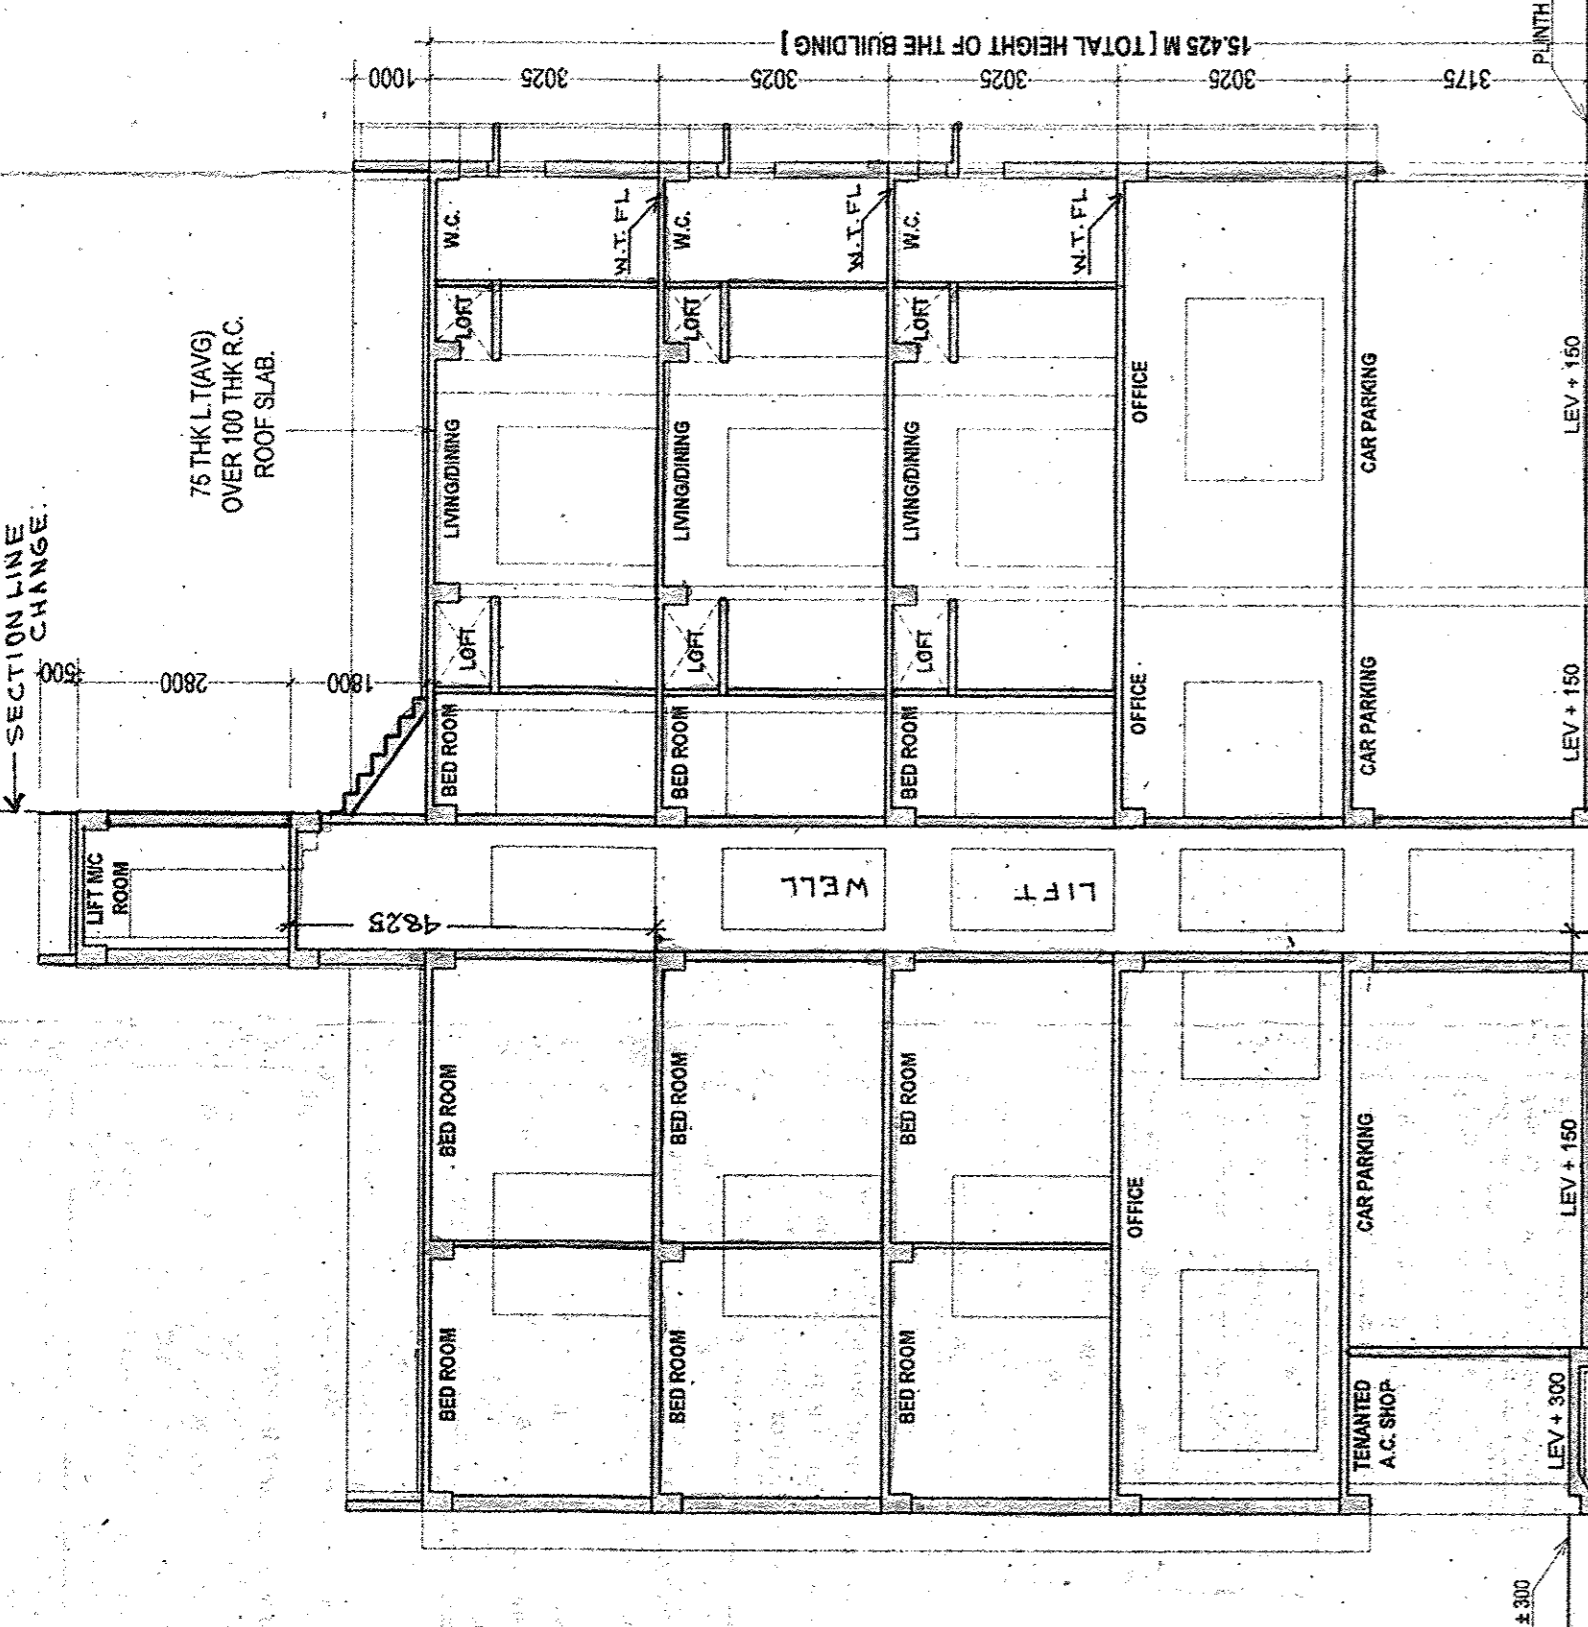 ← SECTION LINE
CHANGE.
500
2800
1800
75 THK L.T(AVG)
OVER 100 THK R.C.
ROOF SLAB.
15.425 M [ TOTAL HEIGHT OF THE BUILDING ]
1000
3025
3025
3025
3025
3175
PLINTH
LIFT M/C
ROOM
4825
LIFT
WELL
BED ROOM
BED ROOM
BED ROOM
LOFT
LIVING/DINING
LOFT
W.C.
W.T. FL
BED ROOM
BED ROOM
BED ROOM
LOFT
LIVING/DINING
LOFT
W.C.
W.T. FL
BED ROOM
BED ROOM
BED ROOM
LOFT
LIVING/DINING
LOFT
W.C.
W.T. FL
OFFICE
OFFICE
OFFICE
TENANTED
A.C. SHOP
CAR PARKING
CAR PARKING
CAR PARKING
LEV + 300
LEV + 150
LEV + 150
LEV + 150
± 300